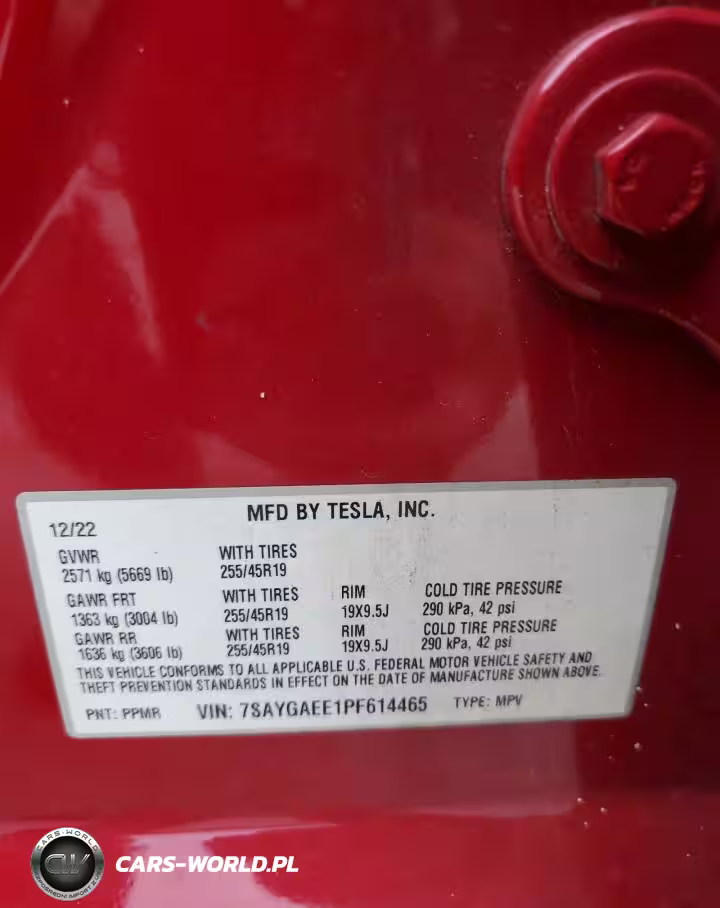 MFD BY TESLA, INC.
12/22
GVWR WITH TIRES
2571 kg (5669 lb) 255/45R19
GAWR FRT WITH TIRES RIM COLD TIRE PRESSURE
1363 kg (3004 lb) 255/45R19 19X9.5J 290 kPa, 42 psi
GAWR RR WITH TIRES RIM COLD TIRE PRESSURE
1636 kg (3606 lb) 255/45R19 19X9.5J 290 kPa, 42 psi
THIS VEHICLE CONFORMS TO ALL APPLICABLE U.S. FEDERAL MOTOR VEHICLE SAFETY AND
THEFT PREVENTION STANDARDS IN EFFECT ON THE DATE OF MANUFACTURE SHOWN ABOVE.
PNT: PPMR VIN: 7SAYGAEE1PF614465 TYPE: MPV
CARS-WORLD
CW
CARS-WORLD.PL